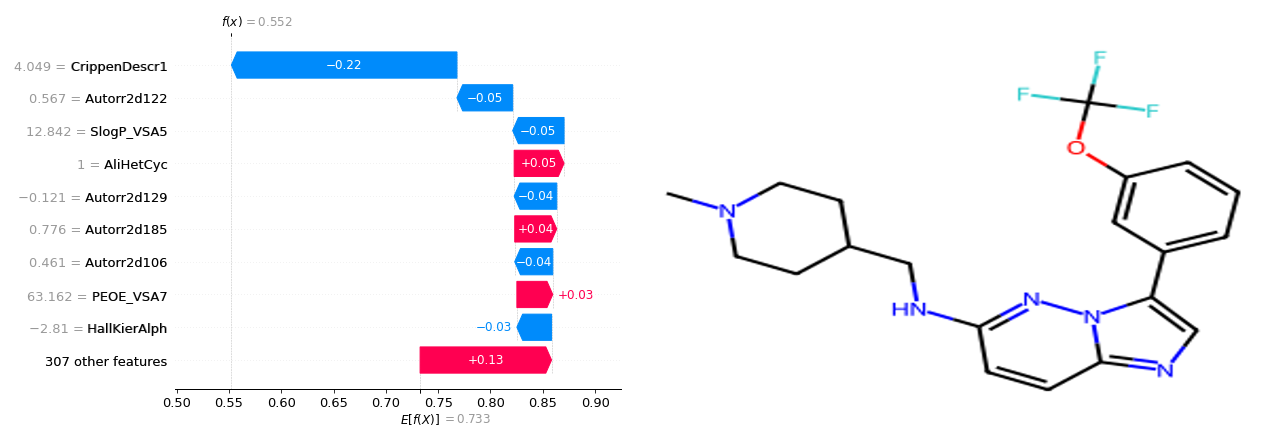 f(x) = 0.552
4.049 = CrippenDescr1
−0.22
0.567 = Autorr2d122
−0.05
12.842 = SlogP_VSA5
−0.05
1 = AliHetCyc
+0.05
−0.121 = Autorr2d129
−0.04
0.776 = Autorr2d185
+0.04
0.461 = Autorr2d106
−0.04
63.162 = PEOE_VSA7
+0.03
−2.81 = HallKierAlph
−0.03
307 other features
+0.13
0.50 0.55 0.60 0.65 0.70 0.75 0.80 0.85 0.90
E[f(X)] = 0.733
F
F
F
O
N
N
HN
N
N